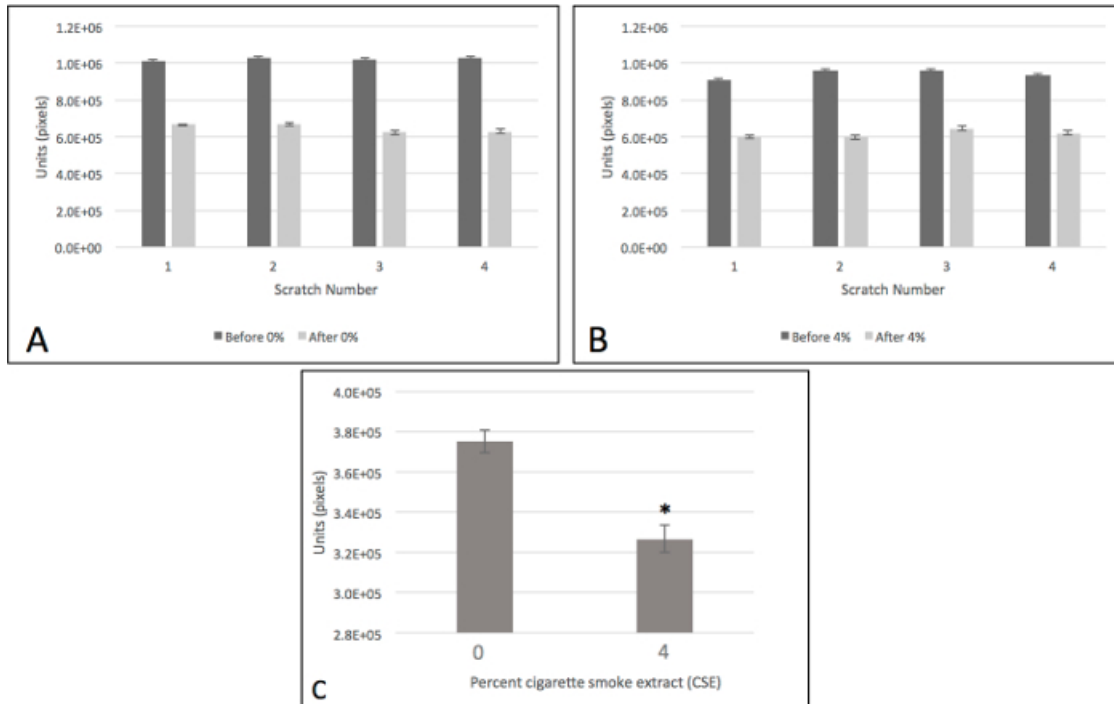 1.2E+06
1.0E+06
8.0E+05
6.0E+05
4.0E+05
2.0E+05
0.0E+00
Units (pixels)
1 2 3 4
Scratch Number
Before 0% After 0%
A
1.2E+06
1.0E+06
8.0E+05
6.0E+05
4.0E+05
2.0E+05
0.0E+00
Units (pixels)
1 2 3 4
Scratch Number
Before 4% After 4%
B
4.0E+05
3.8E+05
3.6E+05
3.4E+05
3.2E+05
3.0E+05
2.8E+05
Units (pixels)
*
0 4
Percent cigarette smoke extract (CSE)
C